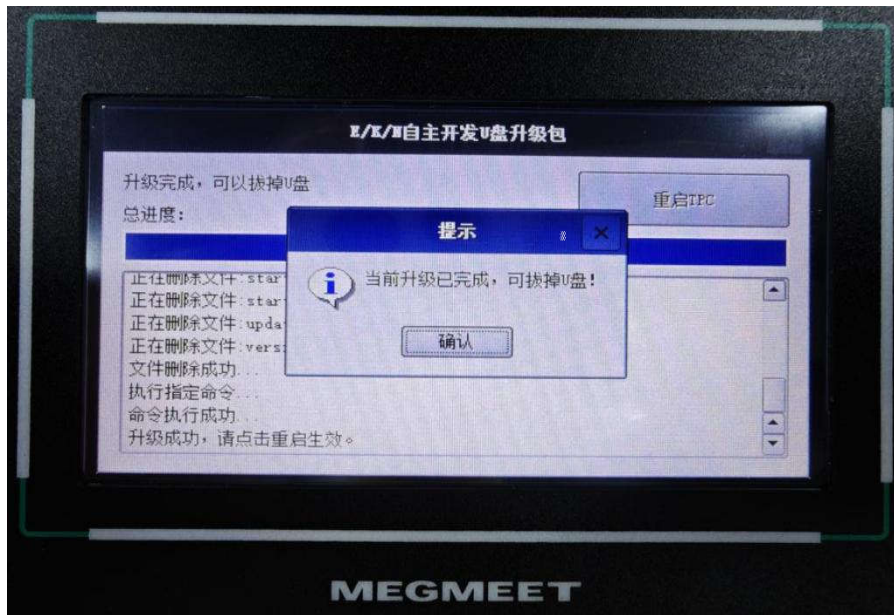 E/K/N自主开发U盘升级包
升级完成，可以拔掉U盘
重启TPC
总进度：
提示
当前升级已完成，可拔掉U盘！
确认
正在删除文件:star
正在删除文件:star
正在删除文件:upda
正在删除文件:vers
文件删除成功...
执行指定命令...
命令执行成功...
升级成功，请点击重启生效。
MEGMEET